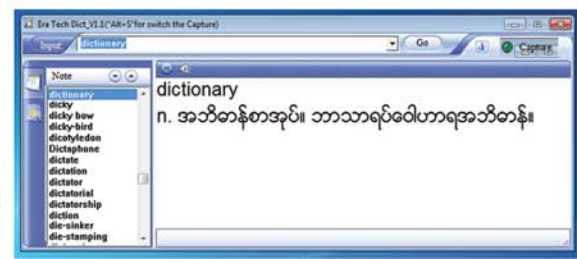 Era Tech Dict_V1.1("Alt+S"for switch the Capture)
Input: dictionary Go Capture
Note
dictionary
dicky
dicky bow
dicky-bird
dicotyledon
Dictaphone
dictate
dictation
dictator
dictatorial
dictatorship
diction
die-sinker
die-stamping
dictionary
n. အဘိဓာန်စာအုပ်။ ဘာသာရပ်ဝေါဟာရအဘိဓာန်။